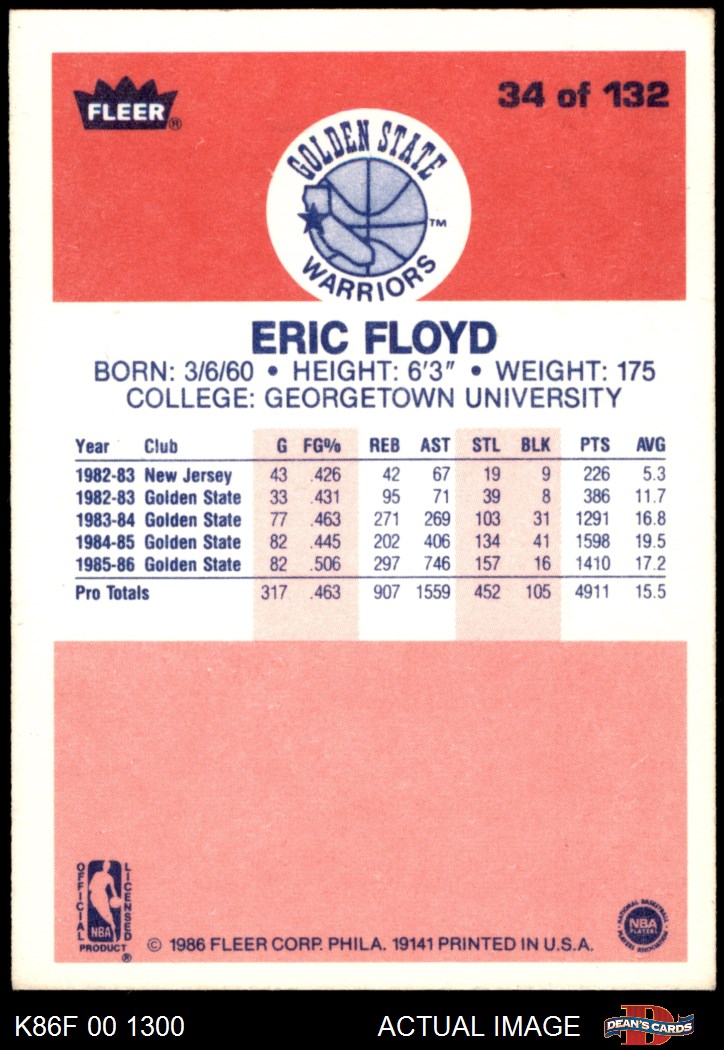 FLEER®
34 of 132
GOLDEN STATE
WARRIORS
TM
ERIC FLOYD
BORN: 3/6/60 • HEIGHT: 6'3" • WEIGHT: 175
COLLEGE: GEORGETOWN UNIVERSITY
Year Club G FG% REB AST STL BLK PTS AVG
1982-83 New Jersey 43 .426 42 67 19 9 226 5.3
1982-83 Golden State 33 .431 95 71 39 8 386 11.7
1983-84 Golden State 77 .463 271 269 103 31 1291 16.8
1984-85 Golden State 82 .445 202 406 134 41 1598 19.5
1985-86 Golden State 82 .506 297 746 157 16 1410 17.2
Pro Totals 317 .463 907 1559 452 105 4911 15.5
OFFICIAL
LICENSED
NBA
PRODUCT
®
© 1986 FLEER CORP. PHILA. 19141 PRINTED IN U.S.A.
NATIONAL BASKETBALL
NBA
PLAYERS
PLAYERS ASSOCIATION
K86F 00 1300
ACTUAL IMAGE
D
DEAN'S CARDS